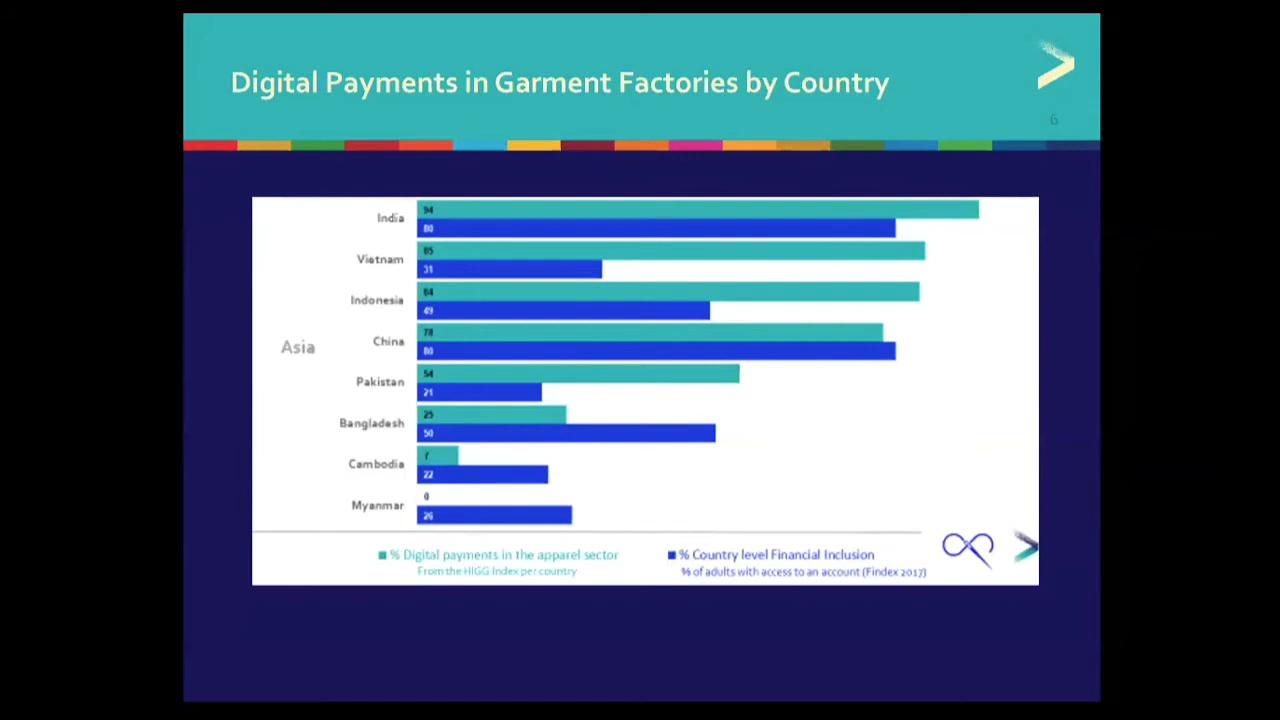 Digital Payments in Garment Factories by Country
6
94
India
80
85
Vietnam
31
84
Indonesia
49
78
China
80
Asia
54
Pakistan
21
25
Bangladesh
50
7
Cambodia
22
0
Myanmar
26
% Digital payments in the apparel sector
From the HIGG Index per country
% Country level Financial Inclusion
% of adults with access to an account (Findex 2017)